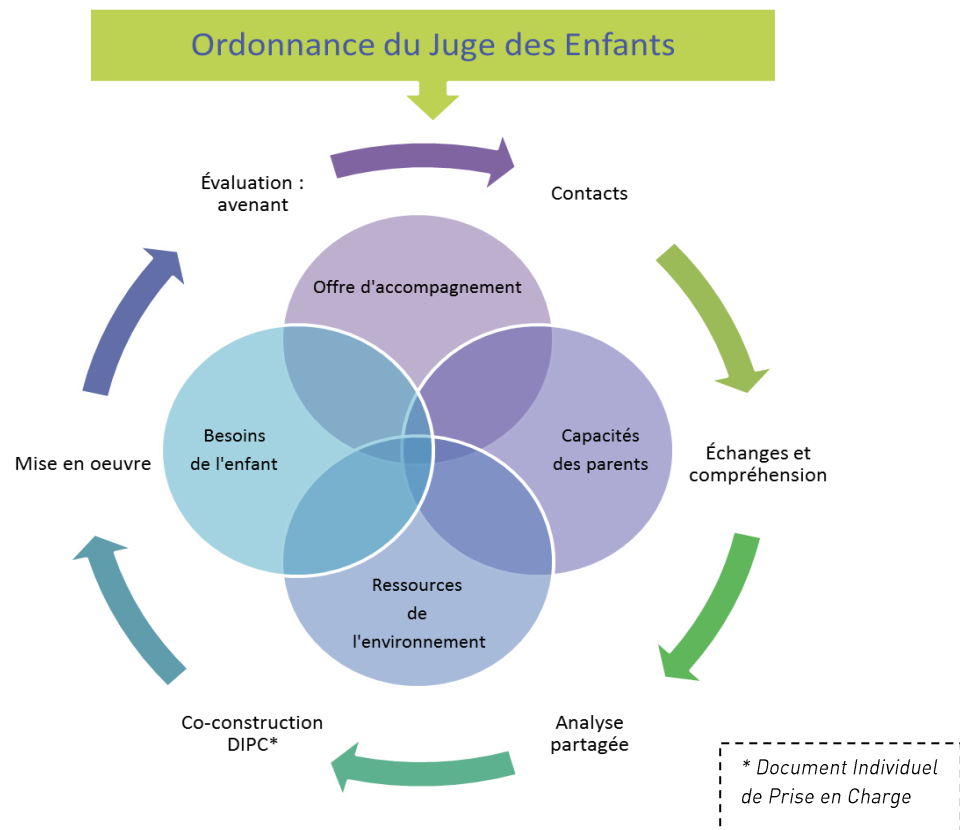 Ordonnance du Juge des Enfants
Évaluation :
avenant
Contacts
Offre d'accompagnement
Besoins
de l'enfant
Capacités
des parents
Mise en oeuvre
Échanges et
compréhension
Ressources
de
l'environnement
Co-construction
DIPC*
Analyse
partagée
* Document Individuel
de Prise en Charge